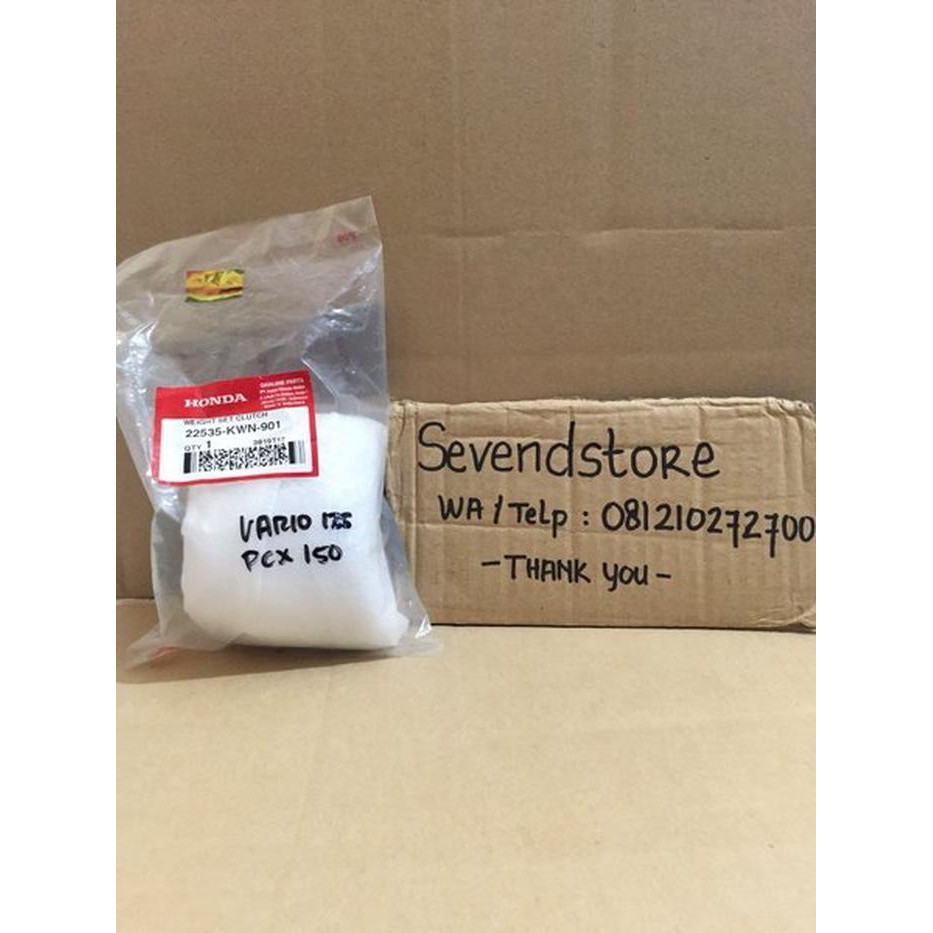 HONDA
GENUINE PARTS
WEIGHT SET CLUTCH
22535-KWN-901
QTY 1
VARIO 125
PCX 150
Sevendstore
WA / Telp : 081210272700
- THANK you -